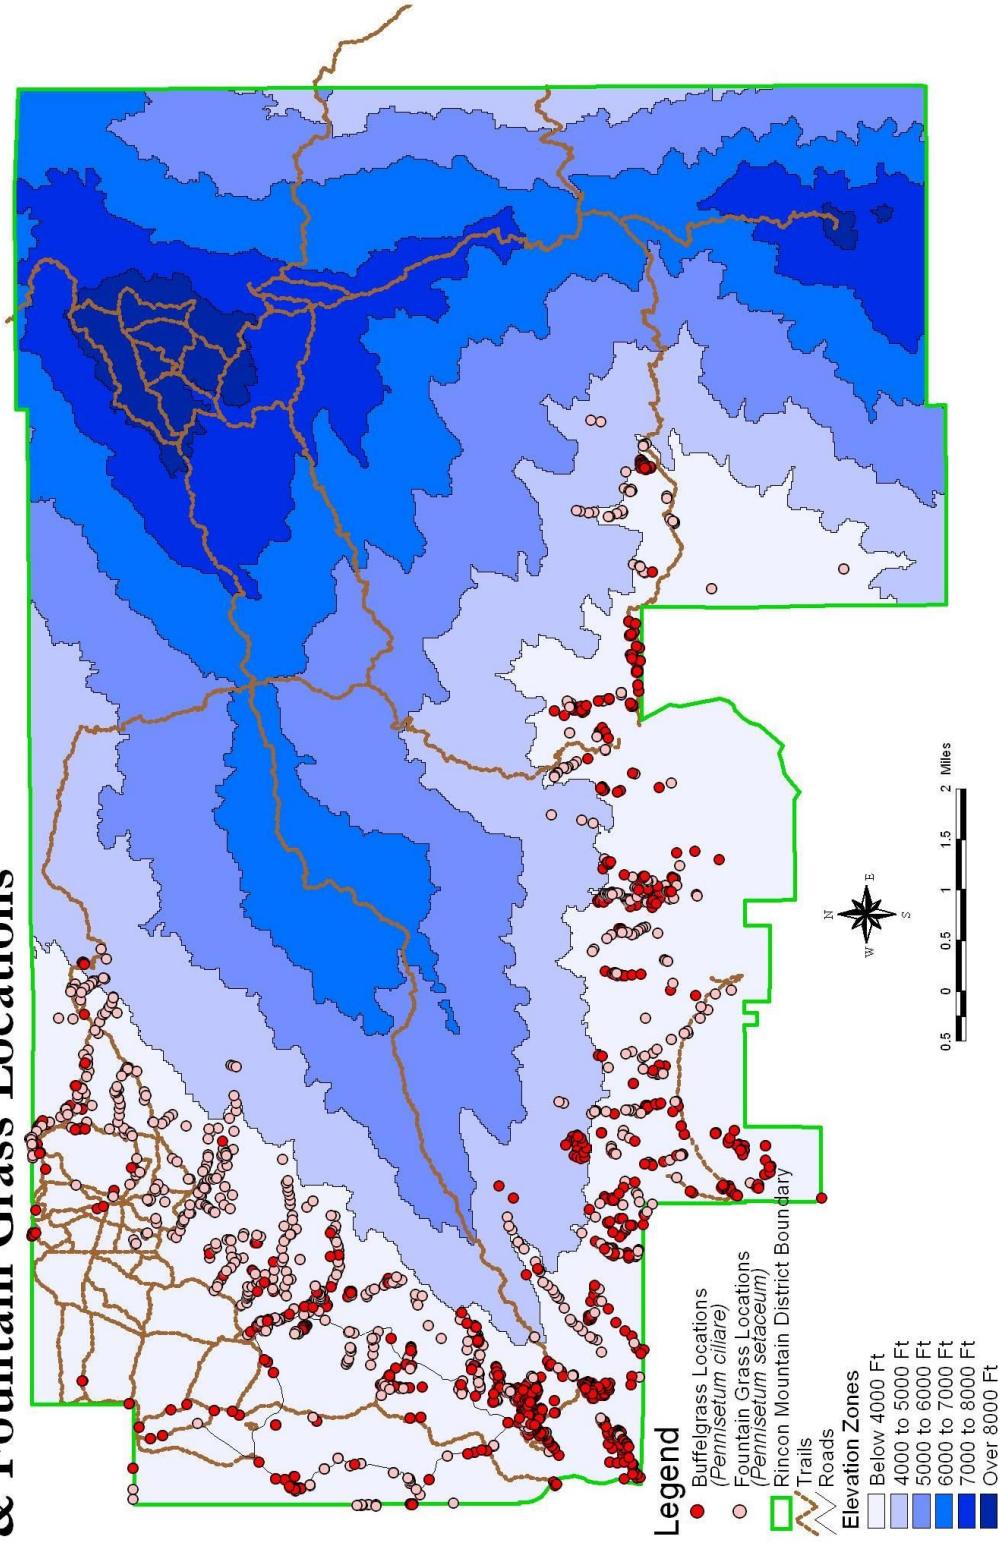 & Fountain Grass Locations
N
W
E
S
0.5 0 0.5 1 1.5 2 Miles
Legend
Buffelgrass Locations
(Pennisetum ciliare)
Fountain Grass Locations
(Pennisetum setaceum)
Rincon Mountain District Boundary
Trails
Roads
Elevation Zones
Below 4000 Ft
4000 to 5000 Ft
5000 to 6000 Ft
6000 to 7000 Ft
7000 to 8000 Ft
Over 8000 Ft